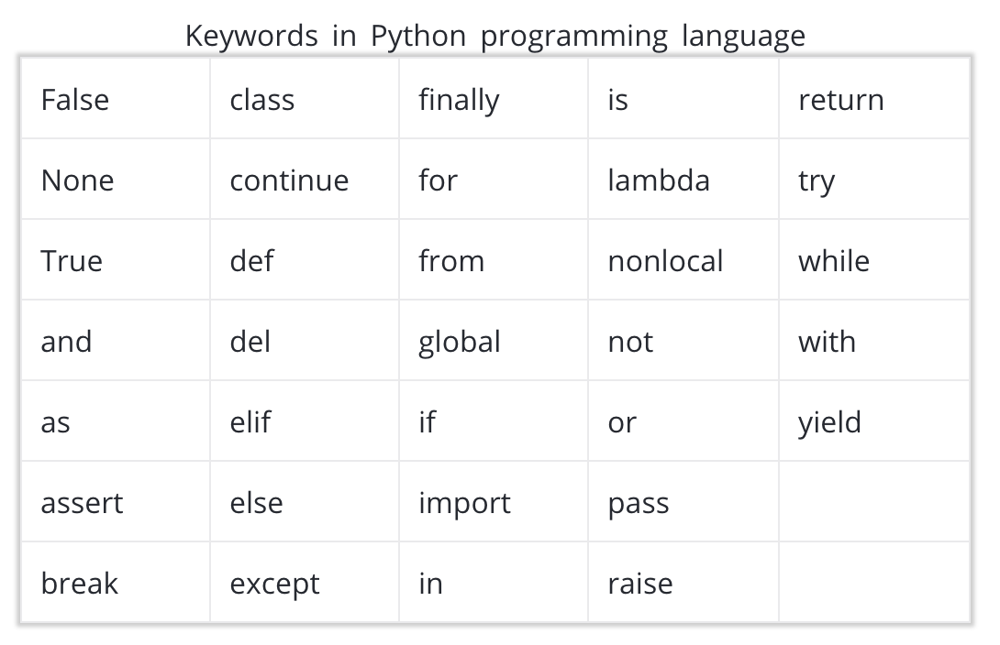 Keywords in Python programming language
False class finally is return
None continue for lambda try
True def from nonlocal while
and del global not with
as elif if or yield
assert else import pass
break except in raise